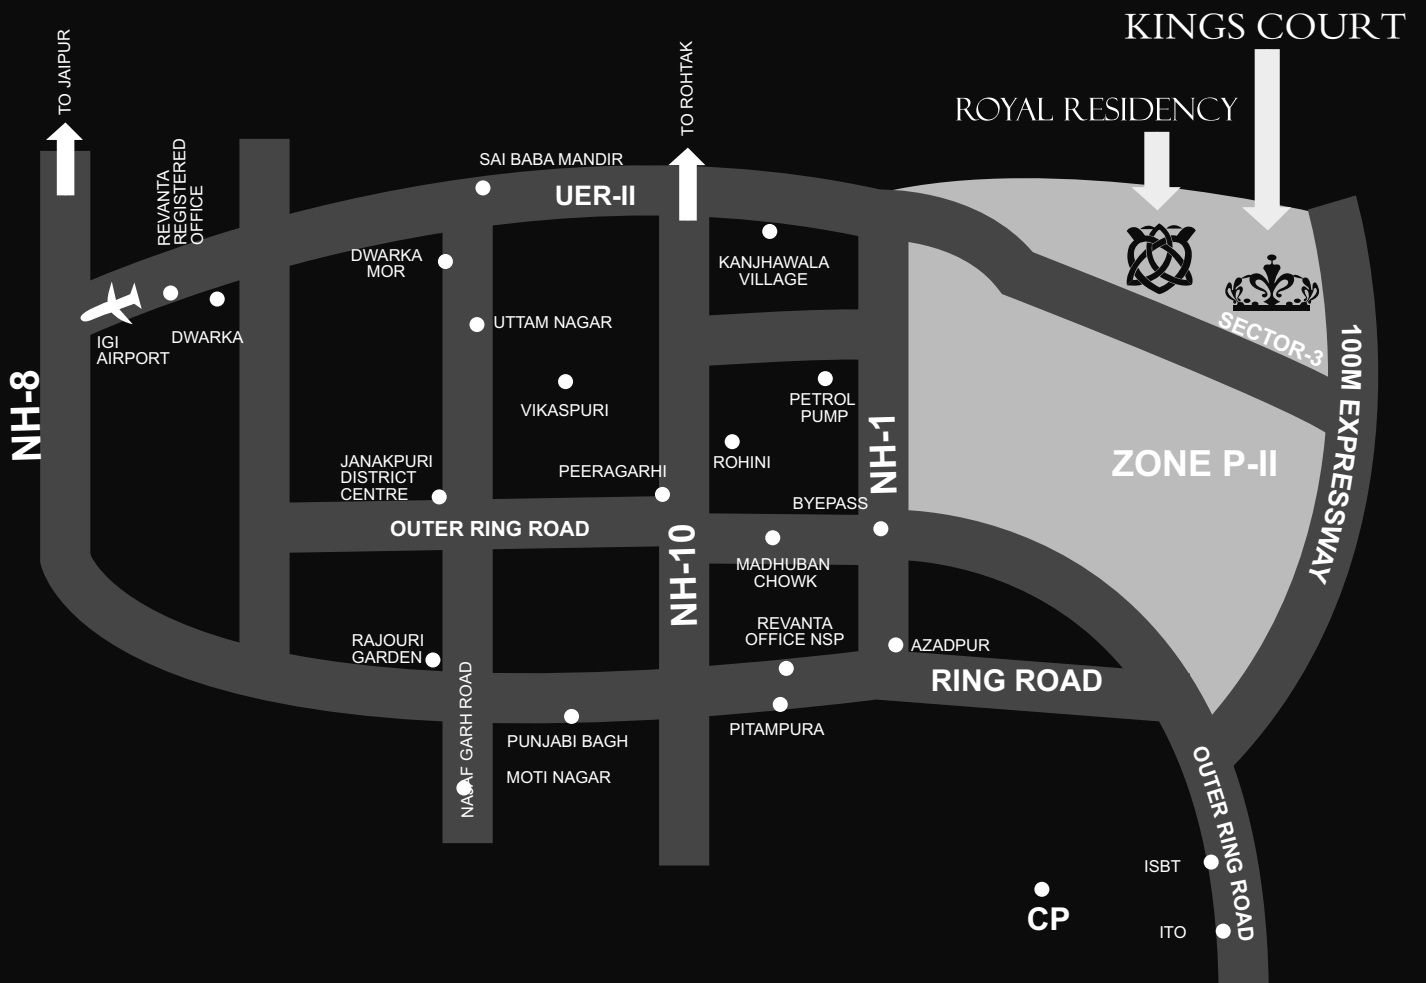 KINGS COURT
ROYAL RESIDENCY
TO JAIPUR
TO ROHTAK
REVANTA
REGISTERED
OFFICE
SAI BABA MANDIR
UER-II
DWARKA
MOR
KANJHAWALA
VILLAGE
IGI
AIRPORT
DWARKA
UTTAM NAGAR
SECTOR-3
100M EXPRESSWAY
NH-8
VIKASPURI
PETROL
PUMP
NH-1
ROHINI
ZONE P-II
JANAKPURI
DISTRICT
CENTRE
PEERAGARHI
BYEPASS
OUTER RING ROAD
NH-10
MADHUBAN
CHOWK
REVANTA
OFFICE NSP
RAJOURI
GARDEN
AZADPUR
RING ROAD
NAJAF GARH ROAD
PUNJABI BAGH
PITAMPURA
MOTI NAGAR
OUTER RING ROAD
ISBT
CP
ITO